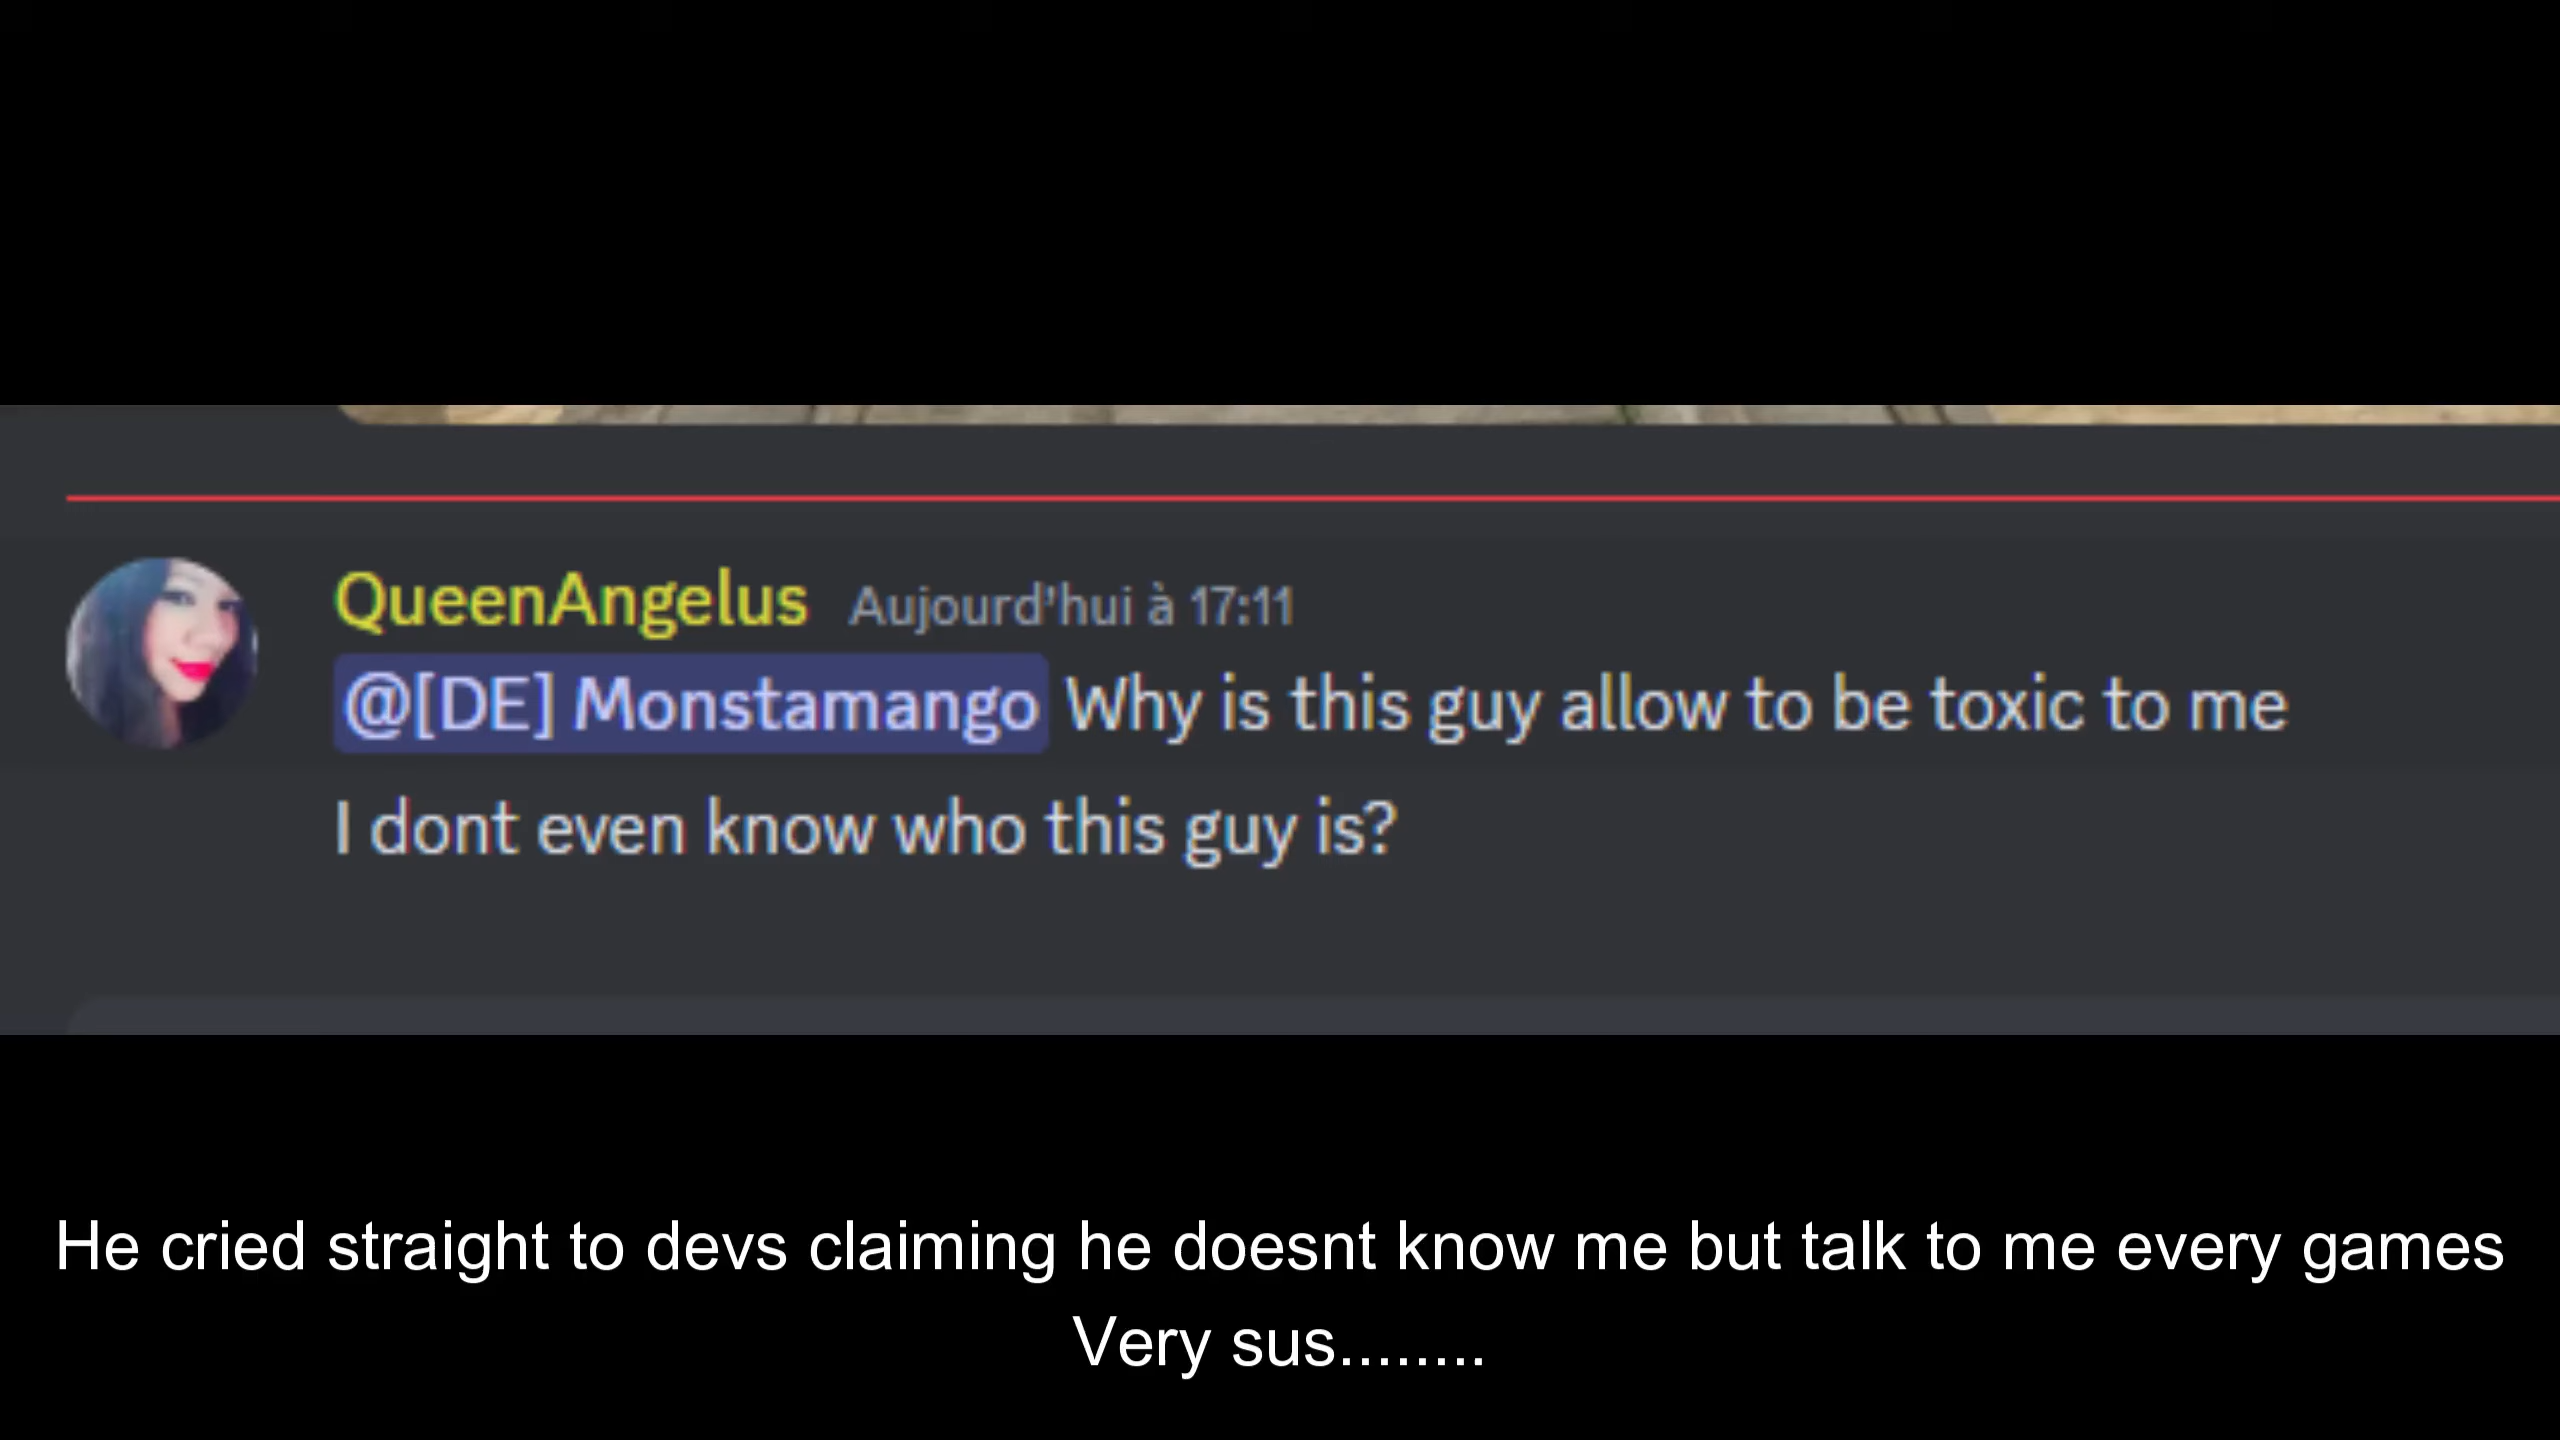 QueenAngelus Aujourd'hui à 17:11
@[DE] Monstamango Why is this guy allow to be toxic to me
I dont even know who this guy is?
He cried straight to devs claiming he doesnt know me but talk to me every games
Very sus........